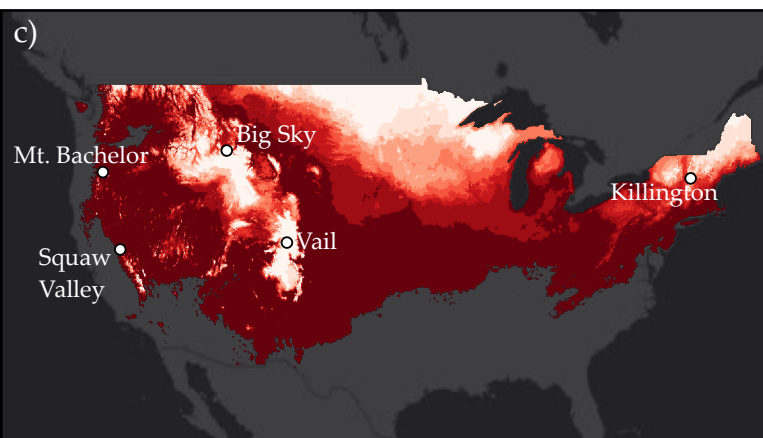 c)
Big Sky
Mt. Bachelor
Killington
Vail
Squaw
Valley